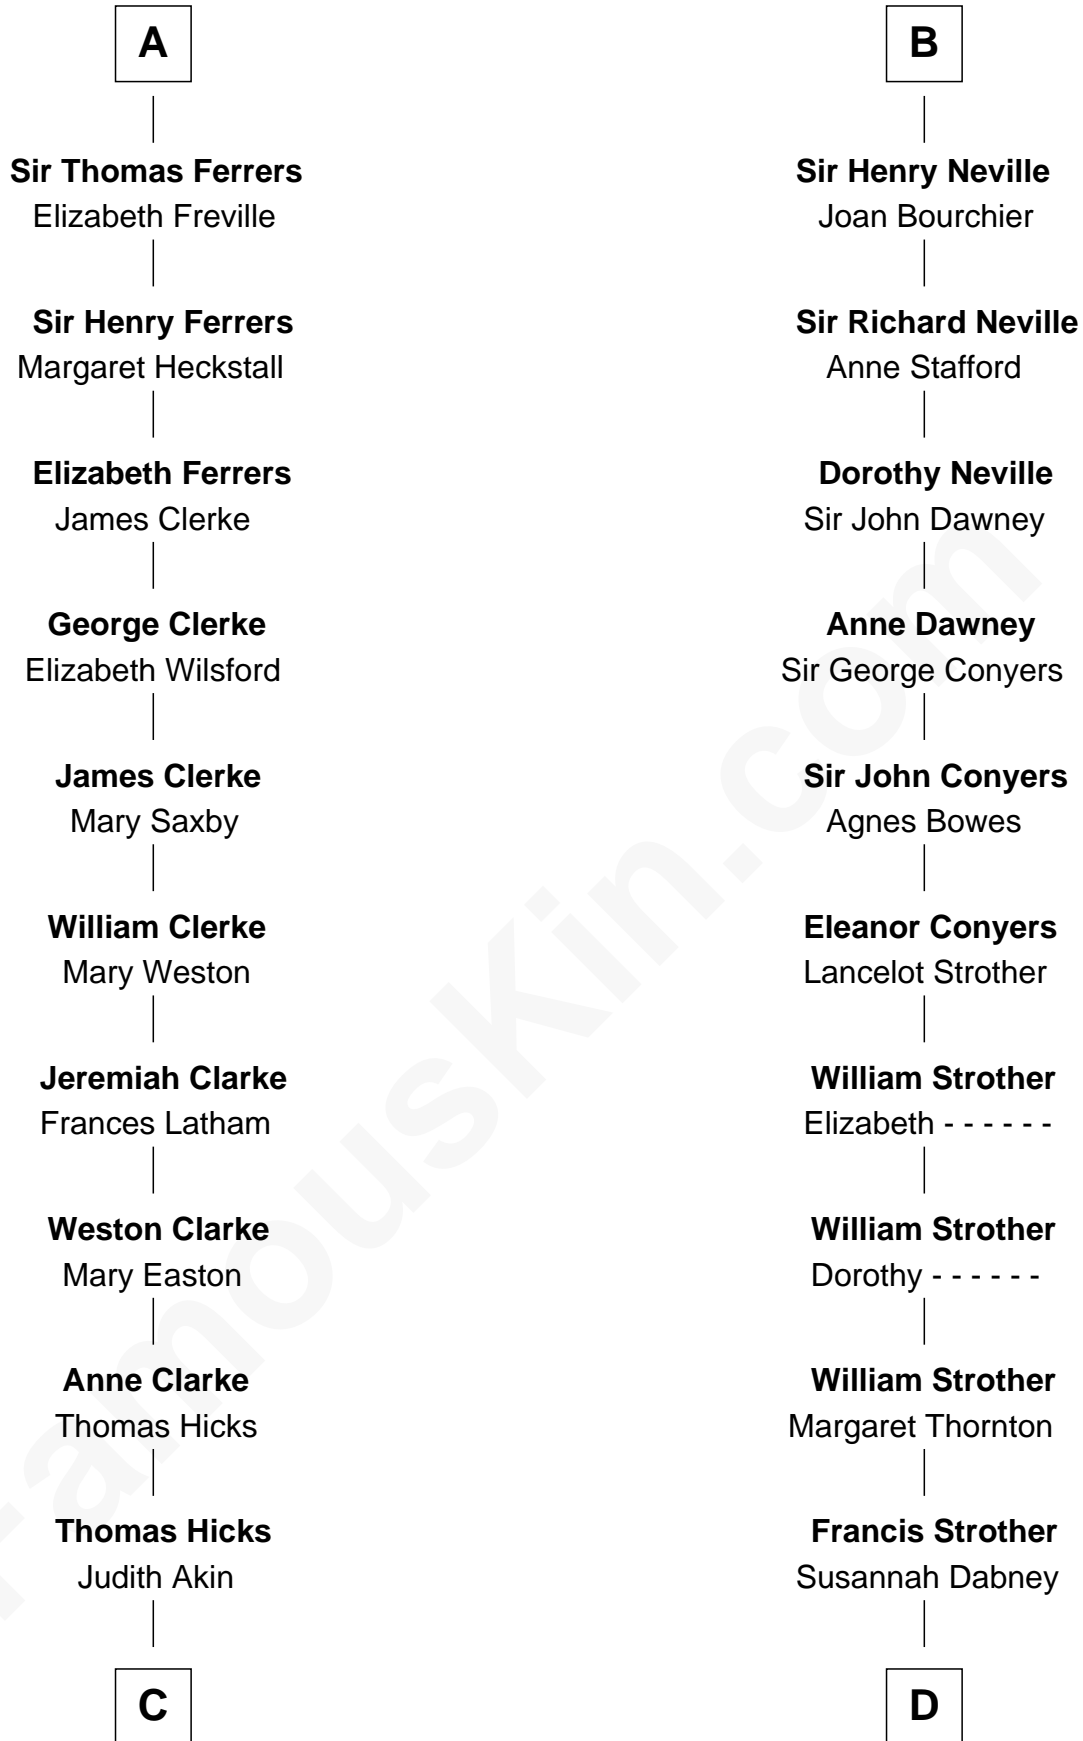 A
Sir Thomas Ferrers
Elizabeth Freville
Sir Henry Ferrers
Margaret Heckstall
Elizabeth Ferrers
James Clerke
George Clerke
Elizabeth Wilsford
James Clerke
Mary Saxby
William Clerke
Mary Weston
Jeremiah Clarke
Frances Latham
Weston Clarke
Mary Easton
Anne Clarke
Thomas Hicks
Thomas Hicks
Judith Akin
C
B
Sir Henry Neville
Joan Bourchier
Sir Richard Neville
Anne Stafford
Dorothy Neville
Sir John Dawney
Anne Dawney
Sir George Conyers
Sir John Conyers
Agnes Bowes
Eleanor Conyers
Lancelot Strother
William Strother
Elizabeth - - - - - -
William Strother
Dorothy - - - - - -
William Strother
Margaret Thornton
Francis Strother
Susannah Dabney
D
FamousKin.com